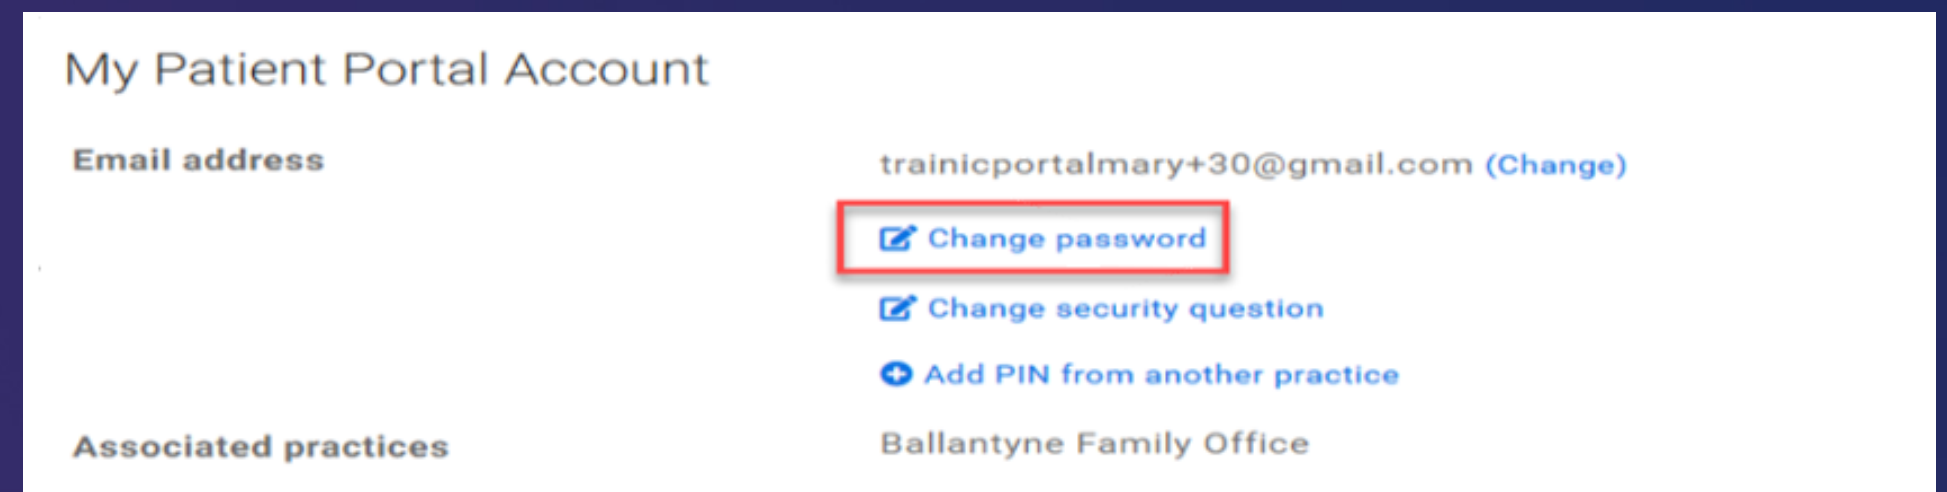 My Patient Portal Account
Email address
trainicportalmary+30@gmail.com (Change)
Change password
Change security question
Add PIN from another practice
Associated practices
Ballantyne Family Office